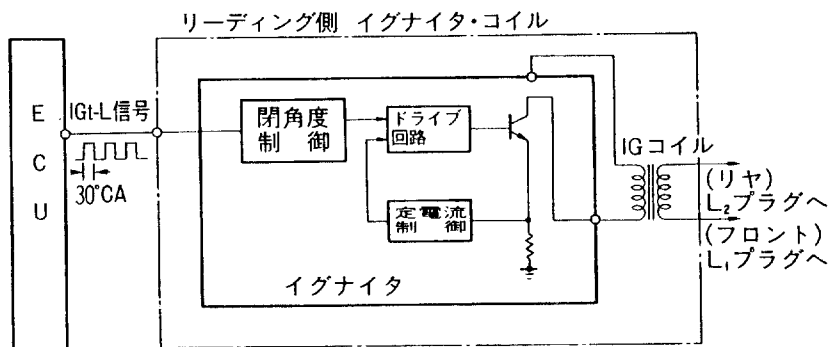 リーディング側 イグナイタ・コイル
E
C
U
IGt-L信号
30°CA
閉角度
制 御
ドライブ
回路
定電流
制 御
イグナイタ
IGコイル
(リヤ)
L₂プラグへ
(フロント)
L₁プラグへ